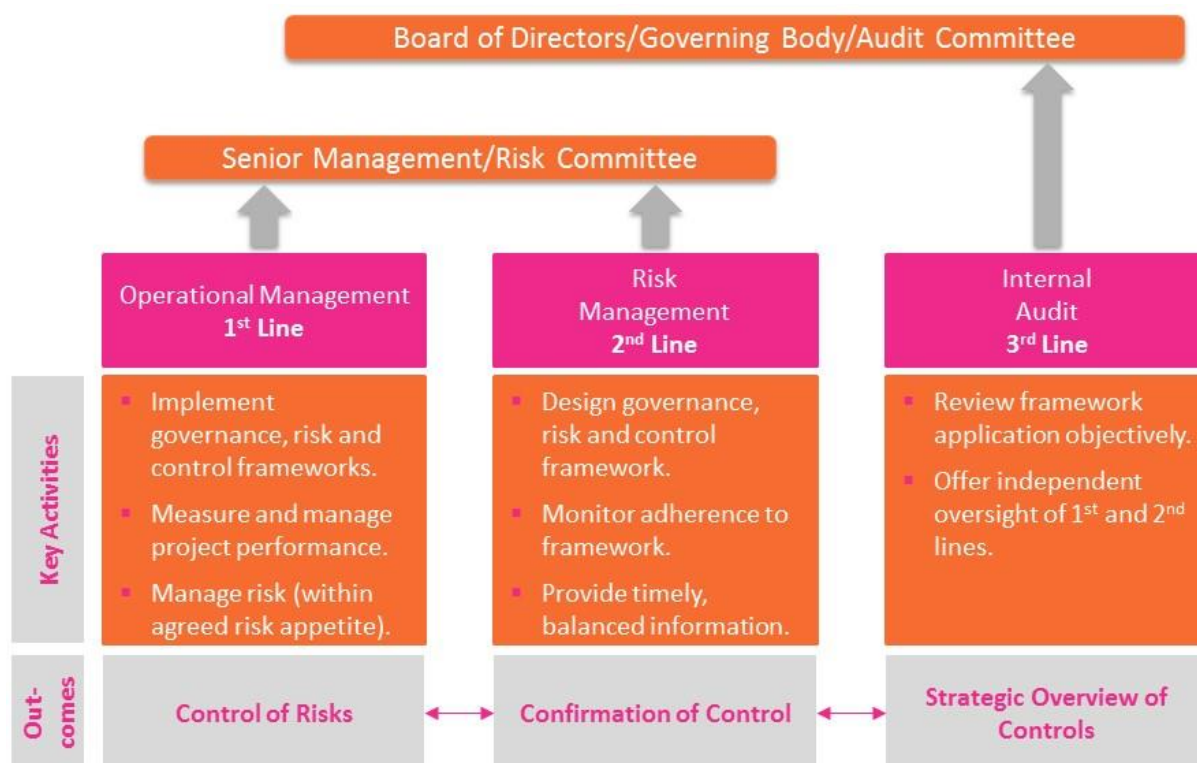 Board of Directors/Governing Body/Audit Committee
Senior Management/Risk Committee
Operational Management
1st Line
Risk
Management
2nd Line
Internal
Audit
3rd Line
Key Activities
▪ Implement
governance, risk and
control frameworks.
▪ Measure and manage
project performance.
▪ Manage risk (within
agreed risk appetite).
▪ Design governance,
risk and control
framework.
▪ Monitor adherence to
framework.
▪ Provide timely,
balanced information.
▪ Review framework
application objectively.
▪ Offer independent
oversight of 1st and 2nd
lines.
Out-
comes
Control of Risks
Confirmation of Control
Strategic Overview of
Controls